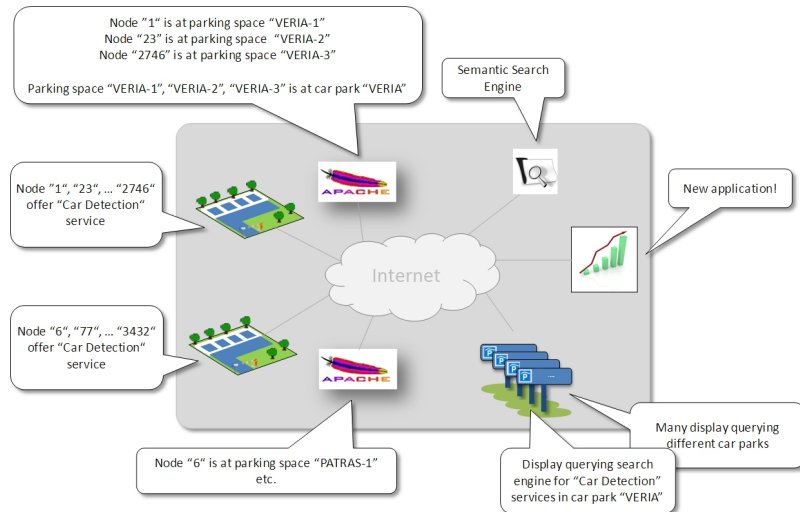 Node ”1“ is at parking space “VERIA-1”
Node “23” is at parking space “VERIA-2”
Node “2746” is at parking space “VERIA-3”
Parking space “VERIA-1”, “VERIA-2”, “VERIA-3” is at car park “VERIA”
Semantic Search
Engine
Node ”1“, “23“, … “2746“
offer “Car Detection“
service
APACHE
New application!
Internet
Node “6“, “77“, … “3432“
offer “Car Detection“
service
APACHE
P
P
P
P
...
Many display querying
different car parks
Node “6“ is at parking space “PATRAS-1”
etc.
Display querying search
engine for “Car Detection”
services in car park “VERIA”